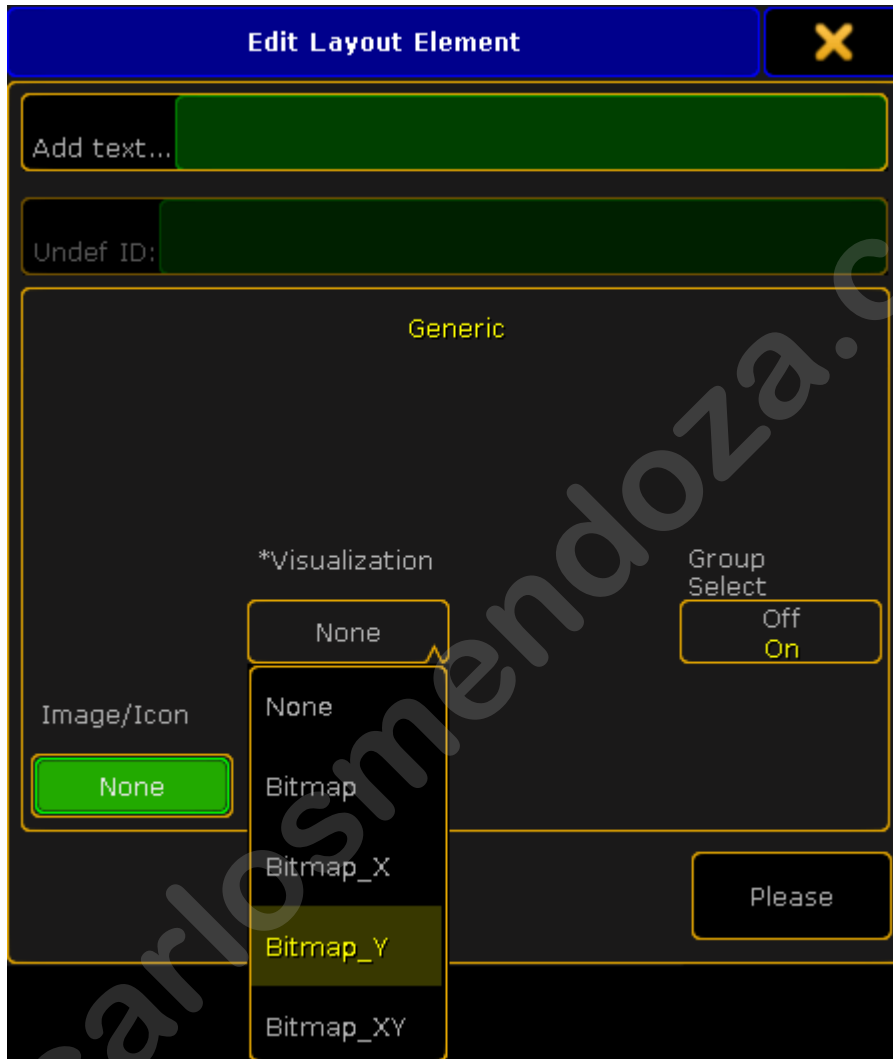 Edit Layout Element
Add text...
Undef ID:
Generic
*Visualization
Group
Select
None
Off
On
Image/Icon
None
None
Bitmap
Bitmap_X
Bitmap_Y
Bitmap_XY
Please
carlosmendoza.c